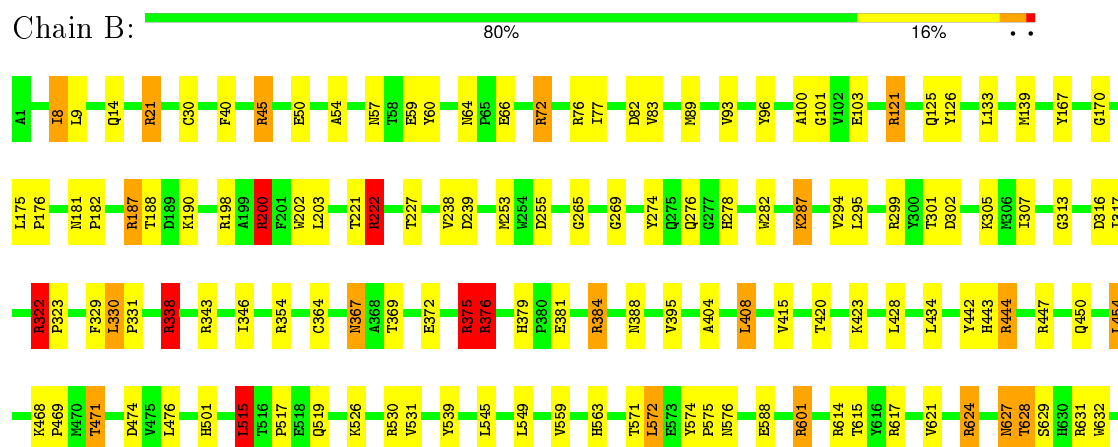 Chain B:
80% 16% • •
A1 I8 L9 Q14 R21 C30 F40 R45 E50 A54 N57 T58 E59 Y60 N64 P65 E66 R72 R76 I77 D82 V83 M89 V93 Y96 A100 G101 V102 E103 R121 Q125 Y126 L133 M139 Y167 G170
L175 P176 N181 P182 R187 T188 D189 K190 R198 A199 R200 F201 W202 L203 T221 R222 T227 V238 D239 M253 W254 D255 G265 G269 Y274 Q275 Q276 G277 H278 W282 K287 V294 L295 R299 Y300 T301 D302 K305 M306 I307 G313 D316
R322 P323 F329 L330 P331 R338 R343 I346 R354 C364 N367 A368 T369 E372 R375 R376 H379 P380 E381 R384 N388 V395 A404 L408 V415 T420 K423 L428 L434 Y442 H443 R444 R447 Q450 L454
K468 P469 M470 T471 D474 V475 L476 H501 L515 T516 P517 E518 Q519 K526 R530 V531 Y539 L545 L549 V559 H563 T571 L572 E573 Y574 P575 N576 E588 R601 R614 T615 Y616 R617 V621 R624 N627 T628 S629 H630 R631 W632